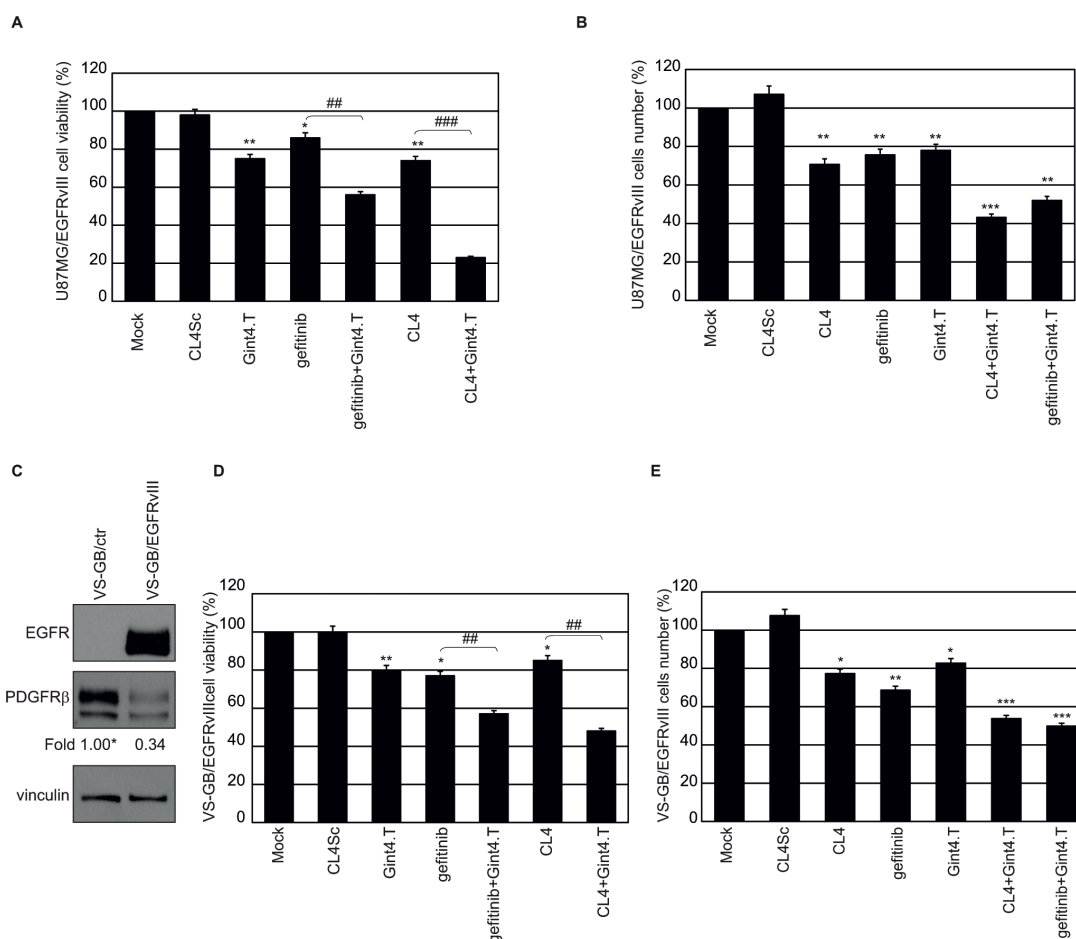 A
U87MG/EGFRvIII cell viability (%)
120
100
80
60
40
20
0
**
*
##
**
###
Mock
CL4Sc
Gint4.T
gefitinib
gefitinib+Gint4.T
CL4
CL4+Gint4.T
B
U87MG/EGFRvIII cells number (%)
120
100
80
60
40
20
0
**
**
**
***
**
Mock
CL4Sc
CL4
gefitinib
Gint4.T
CL4+Gint4.T
gefitinib+Gint4.T
C
VS-GB/ctr
VS-GB/EGFRvIII
EGFR
PDGFRβ
Fold 1.00* 0.34
vinculin
D
VS-GB/EGFRvIIIcell viability (%)
120
100
80
60
40
20
0
**
*
##
*
##
Mock
CL4Sc
Gint4.T
gefitinib
gefitinib+Gint4.T
CL4
CL4+Gint4.T
E
VS-GB/EGFRvIII cells number (%)
120
100
80
60
40
20
0
*
**
*
***
***
Mock
CL4Sc
CL4
gefitinib
Gint4.T
CL4+Gint4.T
gefitinib+Gint4.T